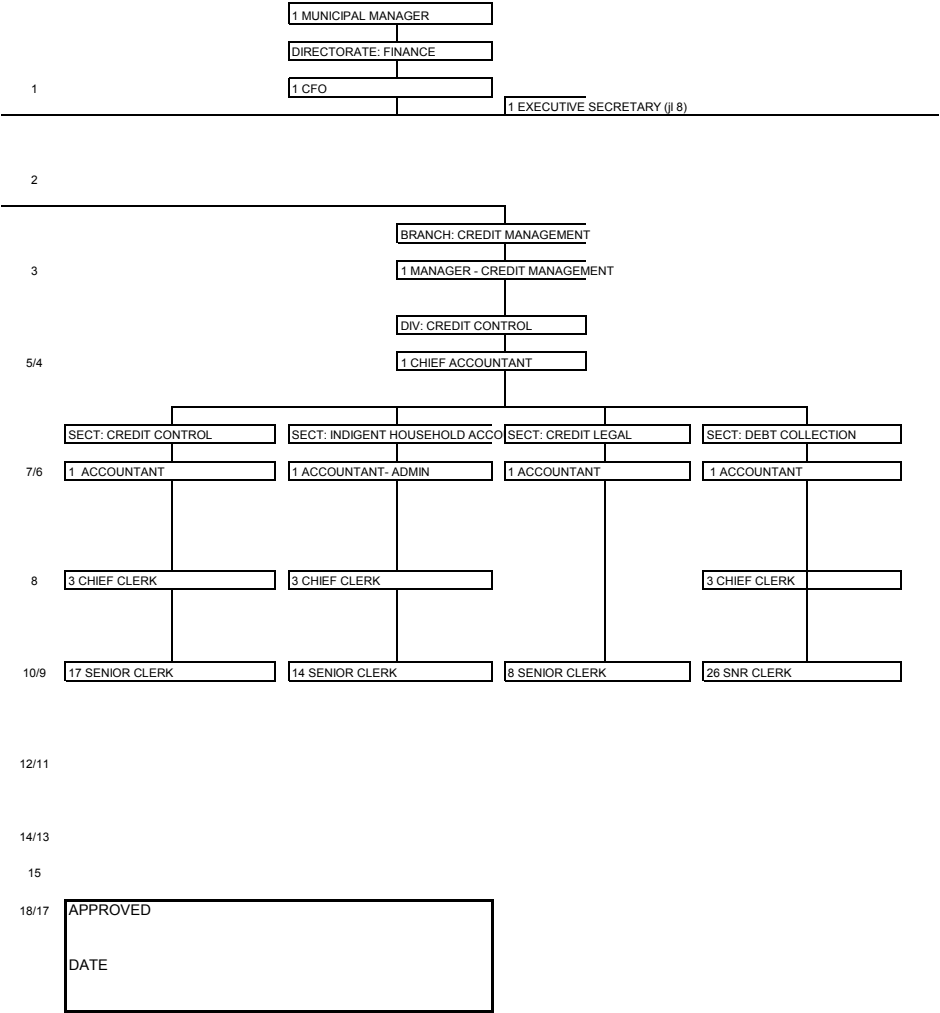 1 MUNICIPAL MANAGER
DIRECTORATE: FINANCE
1 1 CFO
1 EXECUTIVE SECRETARY (jl 8)
2
BRANCH: CREDIT MANAGEMENT
3 1 MANAGER - CREDIT MANAGEMENT
DIV: CREDIT CONTROL
5/4 1 CHIEF ACCOUNTANT
SECT: CREDIT CONTROL SECT: INDIGENT HOUSEHOLD ACCO SECT: CREDIT LEGAL SECT: DEBT COLLECTION
7/6 1 ACCOUNTANT 1 ACCOUNTANT- ADMIN 1 ACCOUNTANT 1 ACCOUNTANT
8 3 CHIEF CLERK 3 CHIEF CLERK 3 CHIEF CLERK
10/9 17 SENIOR CLERK 14 SENIOR CLERK 8 SENIOR CLERK 26 SNR CLERK
12/11
14/13
15
18/17 APPROVED
DATE